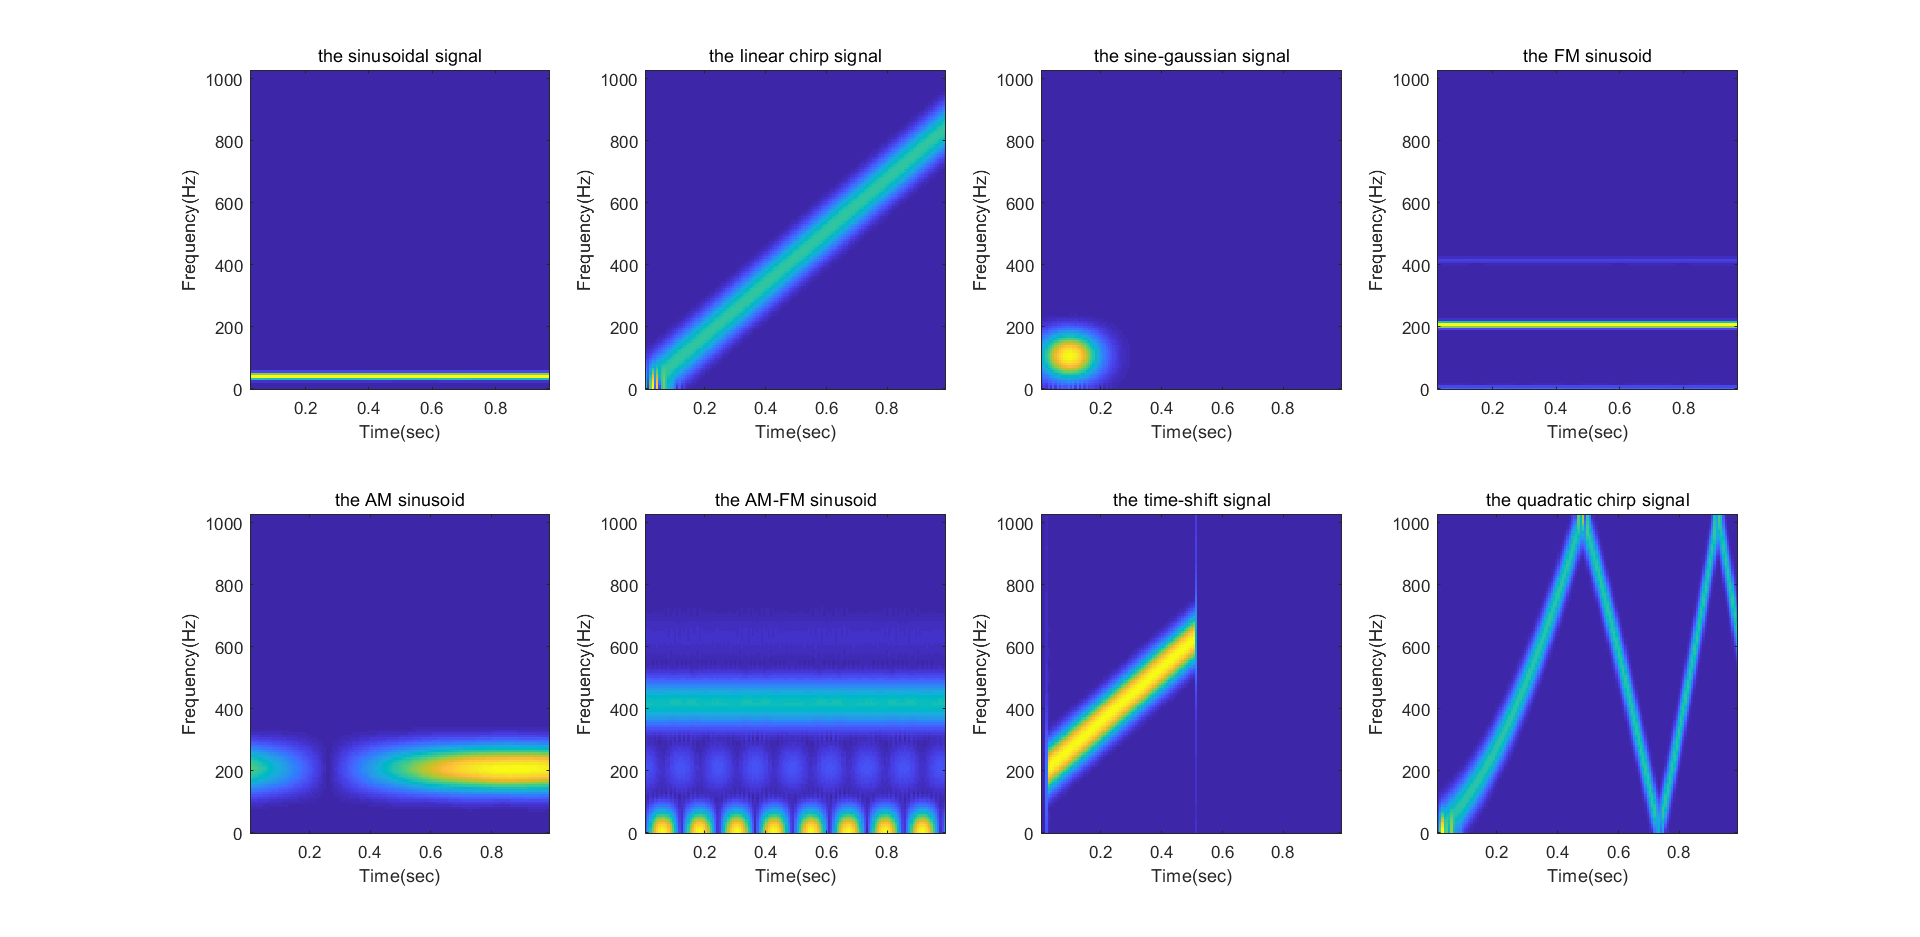 the sinusoidal signal
1000
800
600
400
200
0
Frequency(Hz)
0.2 0.4 0.6 0.8
Time(sec)
the linear chirp signal
1000
800
600
400
200
0
Frequency(Hz)
0.2 0.4 0.6 0.8
Time(sec)
the sine-gaussian signal
1000
800
600
400
200
0
Frequency(Hz)
0.2 0.4 0.6 0.8
Time(sec)
the FM sinusoid
1000
800
600
400
200
0
Frequency(Hz)
0.2 0.4 0.6 0.8
Time(sec)
the AM sinusoid
1000
800
600
400
200
0
Frequency(Hz)
0.2 0.4 0.6 0.8
Time(sec)
the AM-FM sinusoid
1000
800
600
400
200
0
Frequency(Hz)
0.2 0.4 0.6 0.8
Time(sec)
the time-shift signal
1000
800
600
400
200
0
Frequency(Hz)
0.2 0.4 0.6 0.8
Time(sec)
the quadratic chirp signal
1000
800
600
400
200
0
Frequency(Hz)
0.2 0.4 0.6 0.8
Time(sec)